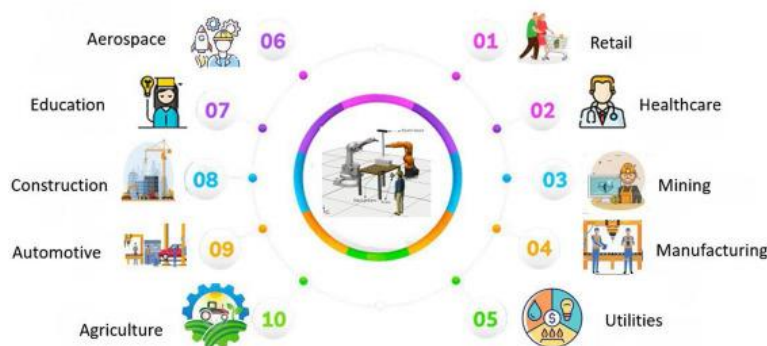 Aerospace 06
01 Retail
Education 07
02 Healthcare
Construction 08
03 Mining
Automotive 09
04 Manufacturing
Agriculture 10
05 Utilities
$